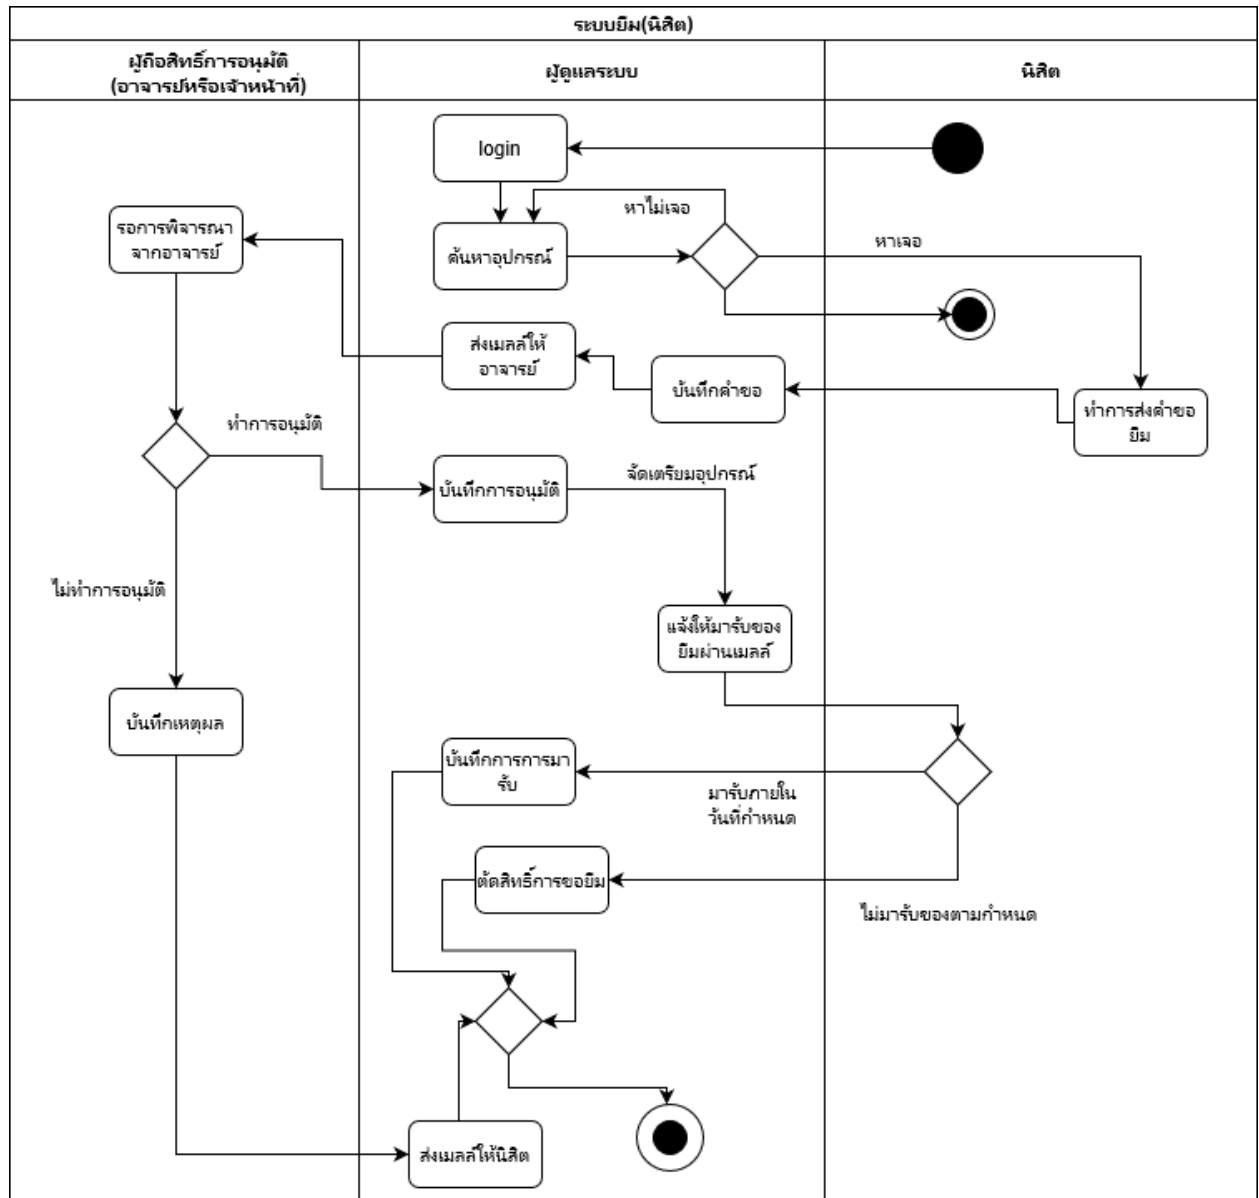 ระบบยืม(นิสิต)
ผู้ถือสิทธิ์การอนุมัติ
(อาจารย์หรือเจ้าหน้าที่)
ผู้ดูแลระบบ
นิสิต
login
หาไม่เจอ
รอการพิจารณา
จากอาจารย์
ค้นหาอุปกรณ์
หาเจอ
ส่งเมลล์ให้
อาจารย์
บันทึกคำขอ
ทำการส่งคำขอ
ยืม
ทำการอนุมัติ
บันทึกการอนุมัติ
จัดเตรียมอุปกรณ์
ไม่ทำการอนุมัติ
แจ้งให้มารับของ
ยืมผ่านเมลล์
บันทึกเหตุผล
บันทึกการการมา
รับ
มารับภายใน
วันที่กำหนด
ตัดสิทธิ์การขอยืม
ไม่มารับของตามกำหนด
ส่งเมลล์ให้นิสิต